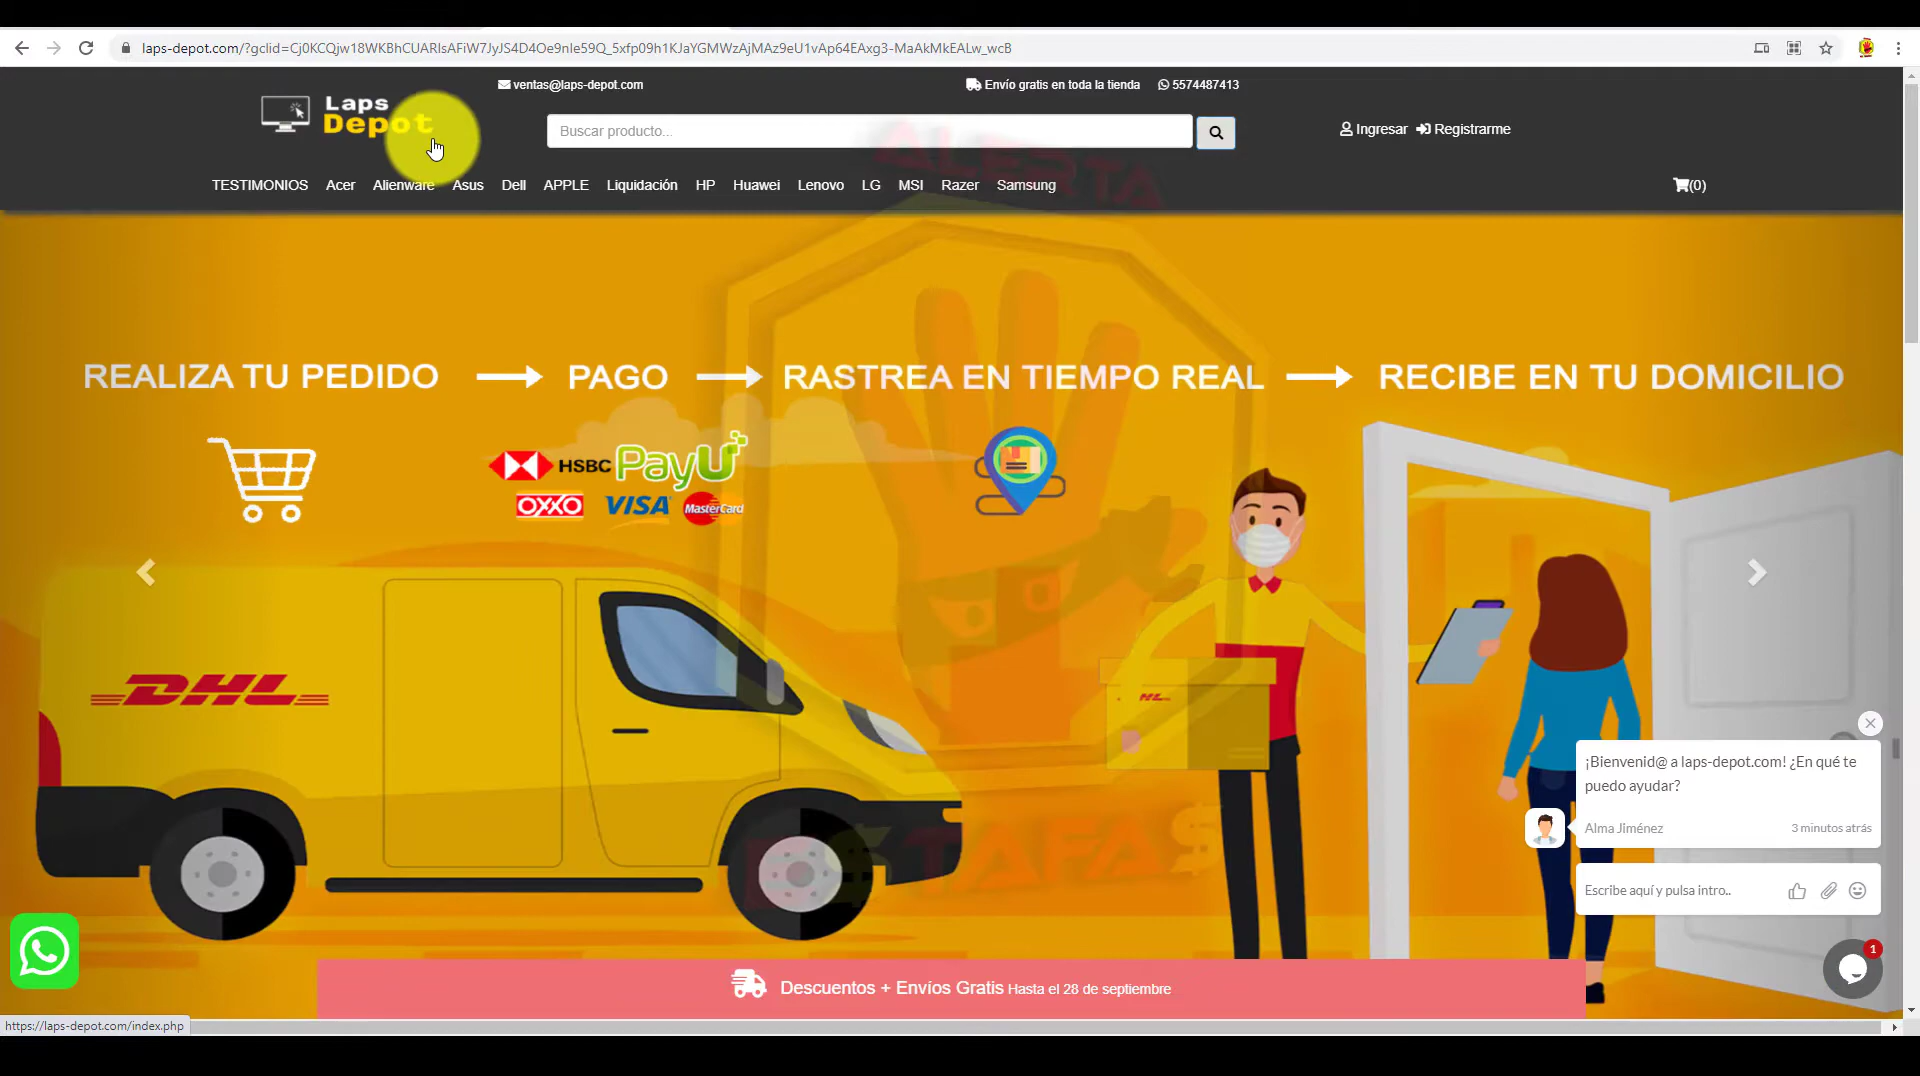 laps-depot.com/?gclid=Cj0KCQjw18WKBhCUARIsAFiW7JyJS4D4Oe9nIe59Q_5xfp09h1KJaYGMWzAjMAz9eU1vAp64EAxg3-MaAkMkEALw_wcB
ventas@laps-depot.com
Envío gratis en toda la tienda
5574487413
Laps
Depot
Buscar producto...
Ingresar
Registrarme
TESTIMONIOS Acer Alienware Asus Dell APPLE Liquidación HP Huawei Lenovo LG MSI Razer Samsung
(0)
ALERTA
REALIZA TU PEDIDO PAGO RASTREA EN TIEMPO REAL RECIBE EN TU DOMICILIO
HSBC PayU
OXXO VISA MasterCard
DHL
DHL
¡Bienvenid@ a laps-depot.com! ¿En qué te
puedo ayudar?
Alma Jiménez 3 minutos atrás
E$TAFA$
Escribe aquí y pulsa intro..
1
Descuentos + Envíos Gratis Hasta el 28 de septiembre
https://laps-depot.com/index.php